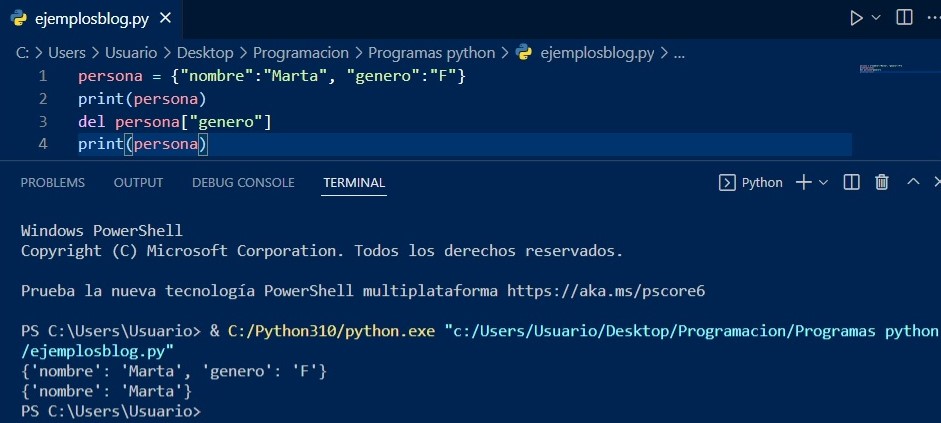 ejemplosblog.py
C: > Users > Usuario > Desktop > Programacion > Programas python > ejemplosblog.py > ...
1 persona = {"nombre":"Marta", "genero":"F"}
2 print(persona)
3 del persona["genero"]
4 print(persona)
PROBLEMS OUTPUT DEBUG CONSOLE TERMINAL Python
Windows PowerShell
Copyright (C) Microsoft Corporation. Todos los derechos reservados.
Prueba la nueva tecnología PowerShell multiplataforma https://aka.ms/pscore6
PS C:\Users\Usuario> & C:/Python310/python.exe "c:/Users/Usuario/Desktop/Programacion/Programas python
/ejemplosblog.py"
{'nombre': 'Marta', 'genero': 'F'}
{'nombre': 'Marta'}
PS C:\Users\Usuario>